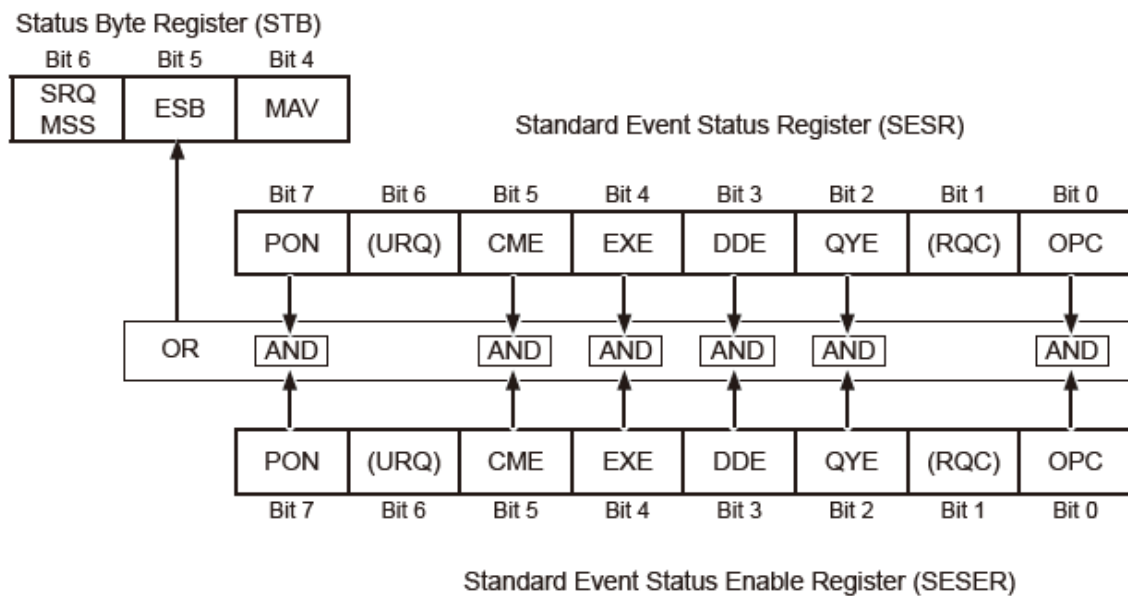 Status Byte Register (STB)
Bit 6 Bit 5 Bit 4
SRQ
MSS ESB MAV
Standard Event Status Register (SESR)
Bit 7 Bit 6 Bit 5 Bit 4 Bit 3 Bit 2 Bit 1 Bit 0
PON (URQ) CME EXE DDE QYE (RQC) OPC
OR AND AND AND AND AND AND
PON (URQ) CME EXE DDE QYE (RQC) OPC
Bit 7 Bit 6 Bit 5 Bit 4 Bit 3 Bit 2 Bit 1 Bit 0
Standard Event Status Enable Register (SESER)